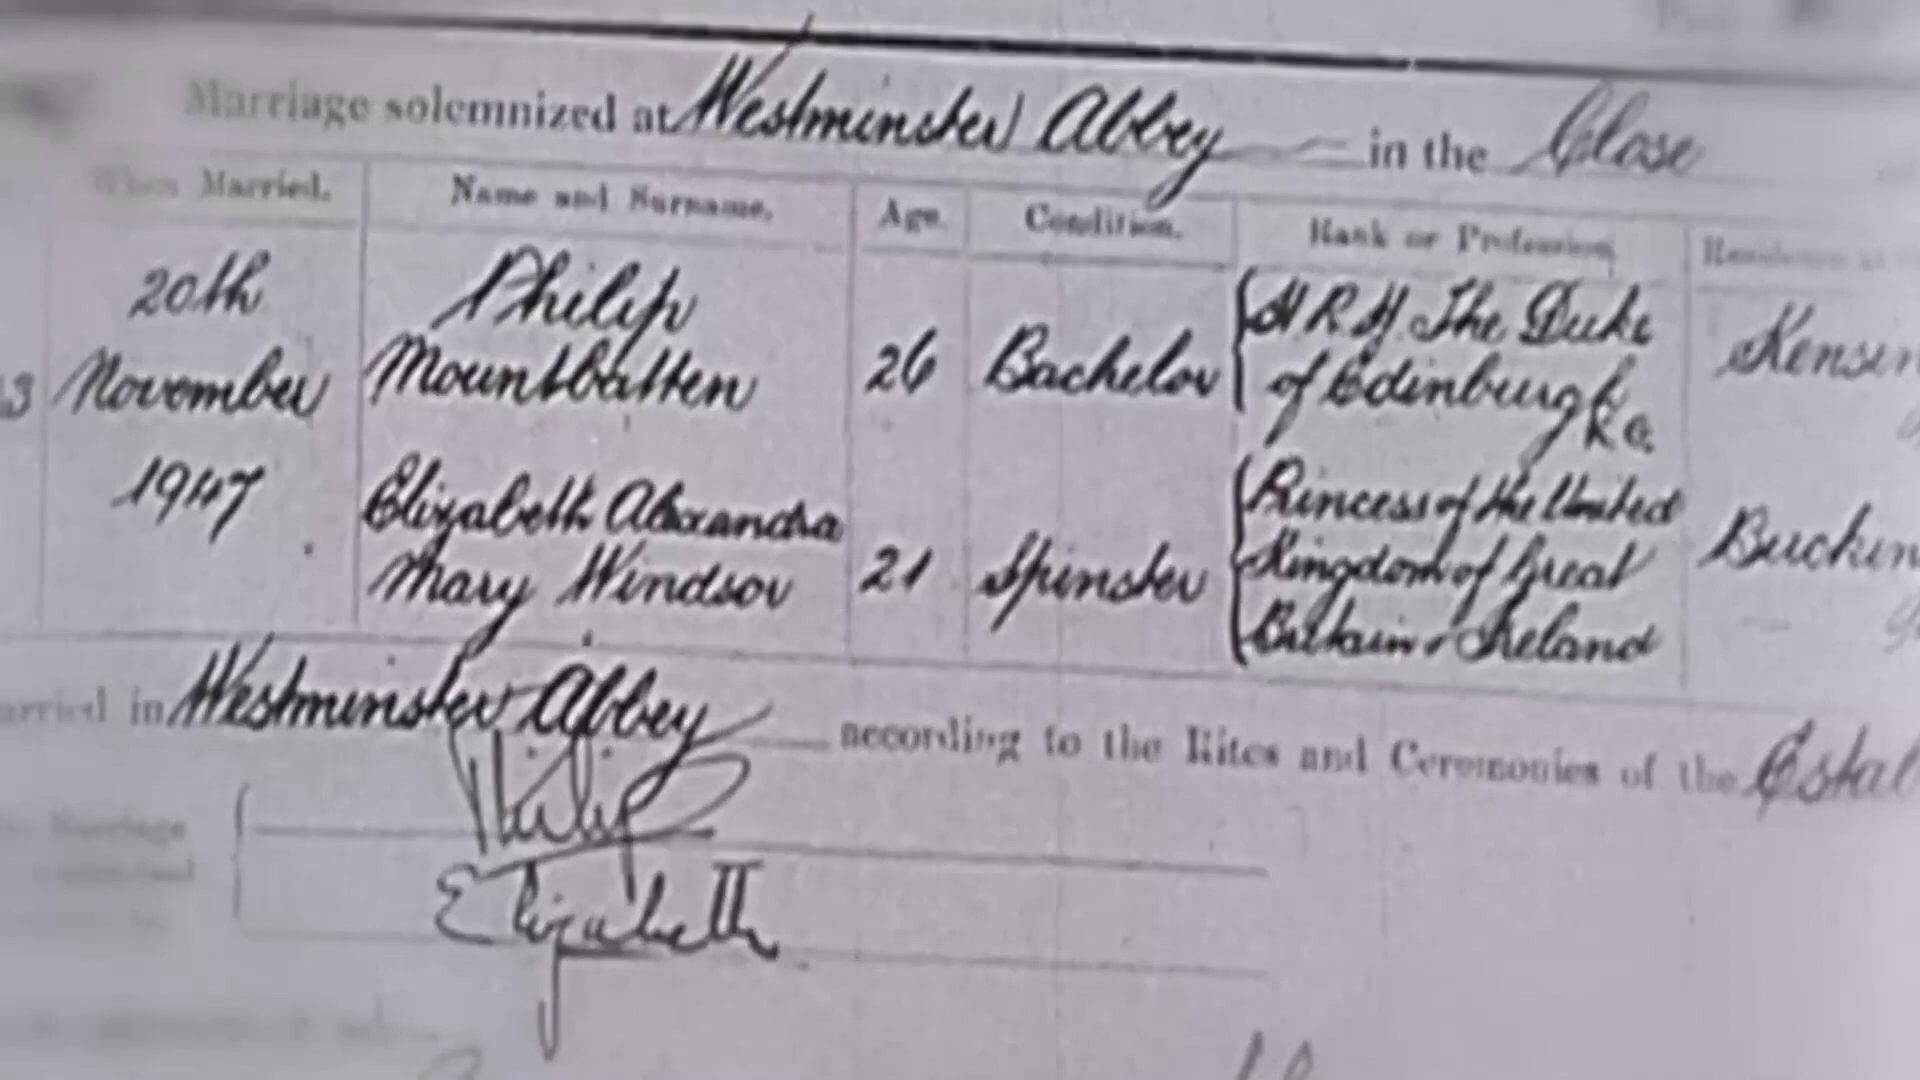 Marriage solemnized at Westminster Abbey in the Close
When Married. Name and Surname. Age. Condition. Rank or Profession.
20th
November
1947
Philip
Mountbatten
26
Bachelor
H.R.H. The Duke
of Edinburgh
K.G.
Kensin
Elizabeth Alexandra
Mary Windsor
21
Spinster
Princess of the United
Kingdom of Great
Britain & Ireland
Buckin
arried in Westminster Abbey according to the Rites and Ceremonies of the Estab
Philip
Elizabeth